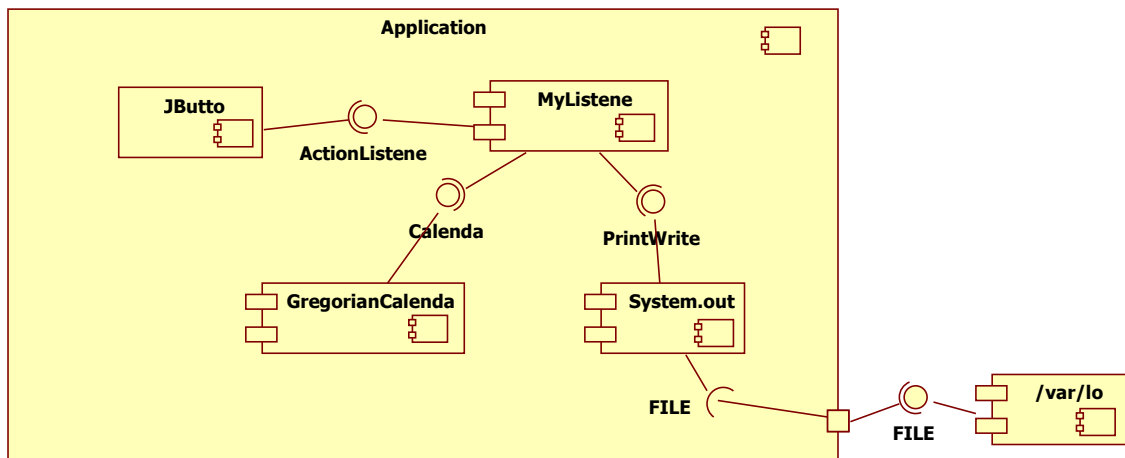 Application
JButto
MyListene
ActionListene
Calenda
PrintWrite
GregorianCalenda
System.out
FILE
/var/lo
FILE